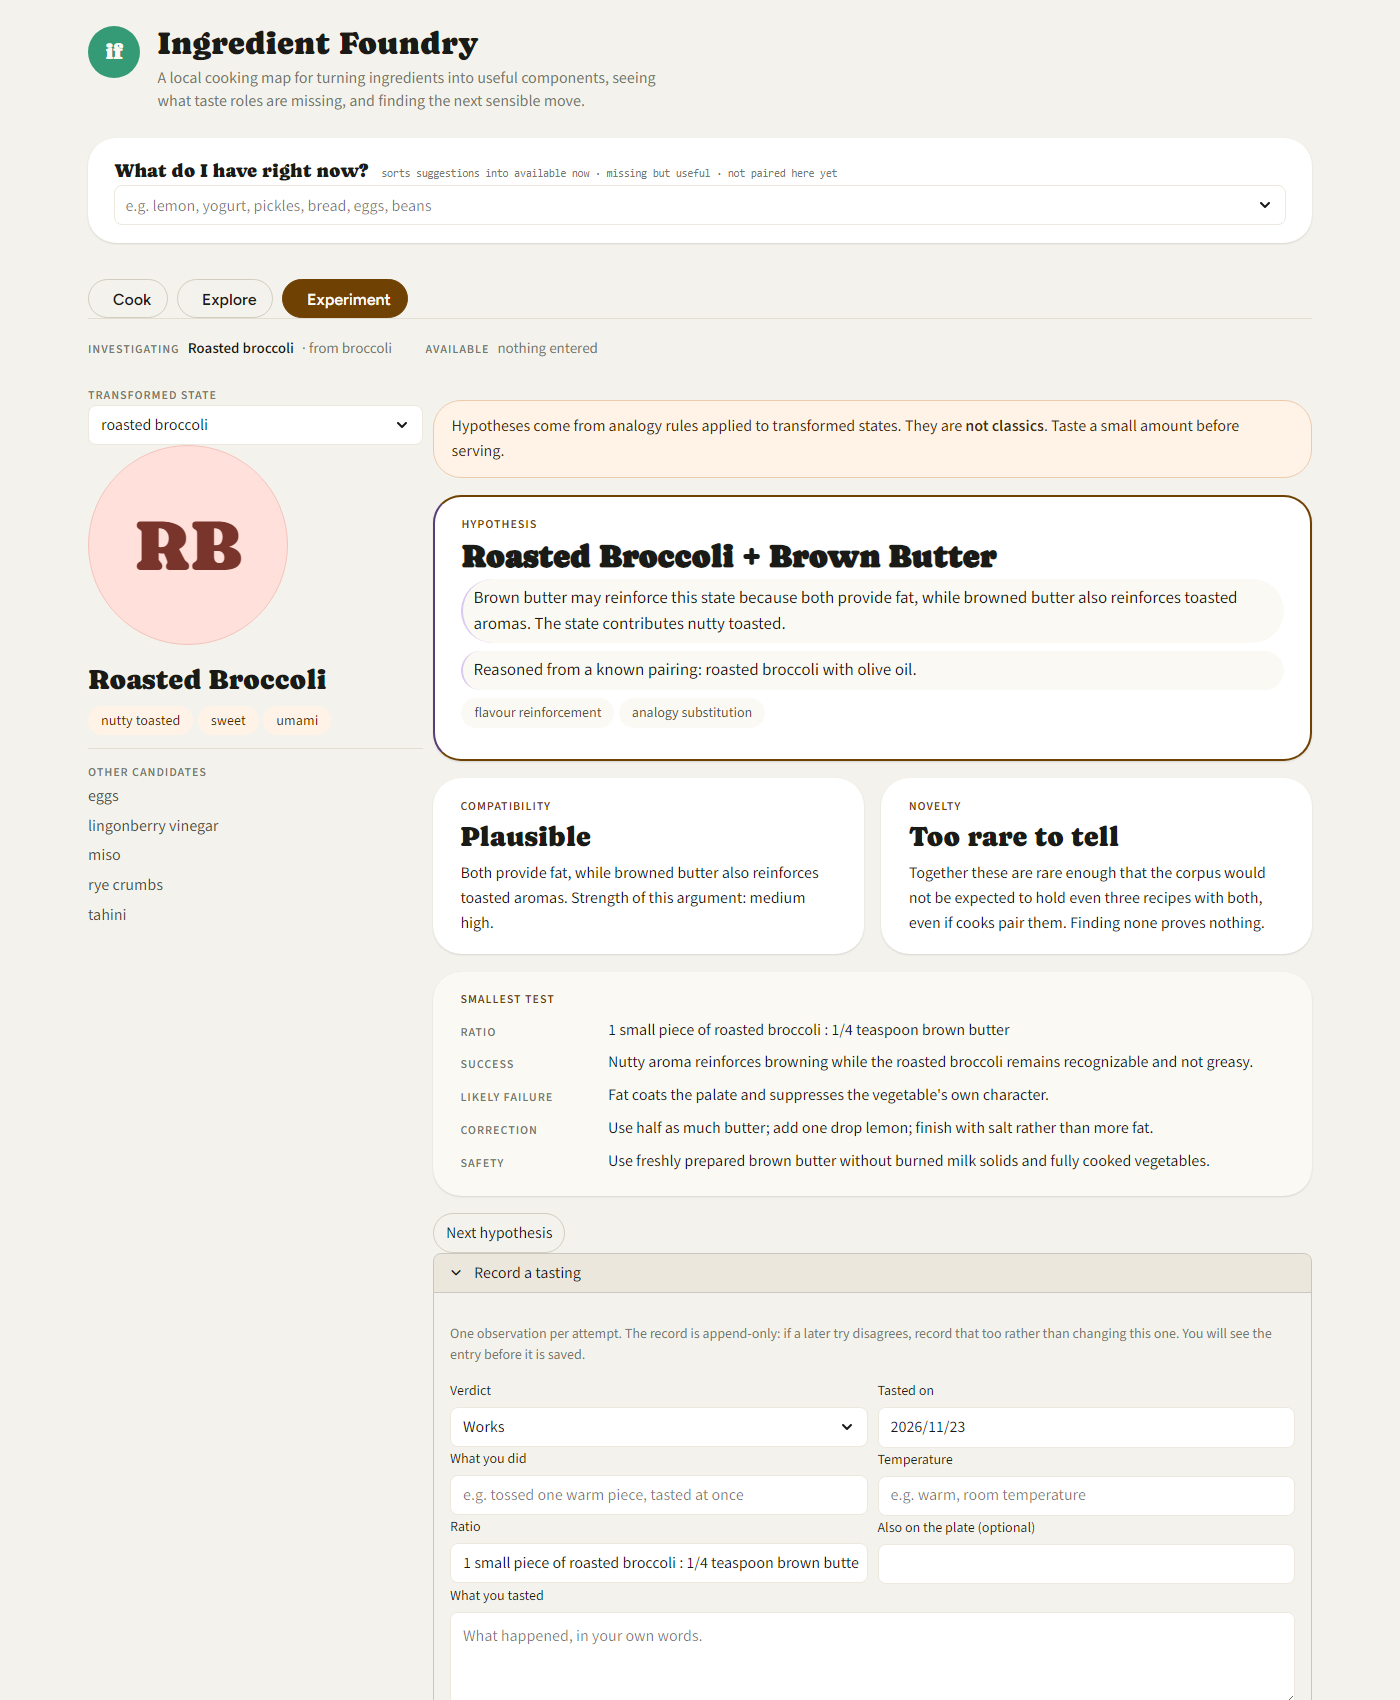 if
Ingredient Foundry
A local cooking map for turning ingredients into useful components, seeing
what taste roles are missing, and finding the next sensible move.
What do I have right now? sorts suggestions into available now · missing but useful · not paired here yet
e.g. lemon, yogurt, pickles, bread, eggs, beans
Cook Explore Experiment
INVESTIGATING Roasted broccoli · from broccoli AVAILABLE nothing entered
TRANSFORMED STATE
roasted broccoli
RB
Roasted Broccoli
nutty toasted sweet umami
OTHER CANDIDATES
eggs
lingonberry vinegar
miso
rye crumbs
tahini
Hypotheses come from analogy rules applied to transformed states. They are not classics. Taste a small amount before
serving.
HYPOTHESIS
Roasted Broccoli + Brown Butter
Brown butter may reinforce this state because both provide fat, while browned butter also reinforces toasted
aromas. The state contributes nutty toasted.
Reasoned from a known pairing: roasted broccoli with olive oil.
flavour reinforcement analogy substitution
COMPATIBILITY
Plausible
Both provide fat, while browned butter also reinforces
toasted aromas. Strength of this argument: medium
high.
NOVELTY
Too rare to tell
Together these are rare enough that the corpus would
not be expected to hold even three recipes with both,
even if cooks pair them. Finding none proves nothing.
SMALLEST TEST
RATIO 1 small piece of roasted broccoli : 1/4 teaspoon brown butter
SUCCESS Nutty aroma reinforces browning while the roasted broccoli remains recognizable and not greasy.
LIKELY FAILURE Fat coats the palate and suppresses the vegetable's own character.
CORRECTION Use half as much butter; add one drop lemon; finish with salt rather than more fat.
SAFETY Use freshly prepared brown butter without burned milk solids and fully cooked vegetables.
Next hypothesis
Record a tasting
One observation per attempt. The record is append-only: if a later try disagrees, record that too rather than changing this one. You will see the
entry before it is saved.
Verdict Tasted on
Works 2026/11/23
What you did Temperature
e.g. tossed one warm piece, tasted at once e.g. warm, room temperature
Ratio Also on the plate (optional)
1 small piece of roasted broccoli : 1/4 teaspoon brown butte
What you tasted
What happened, in your own words.